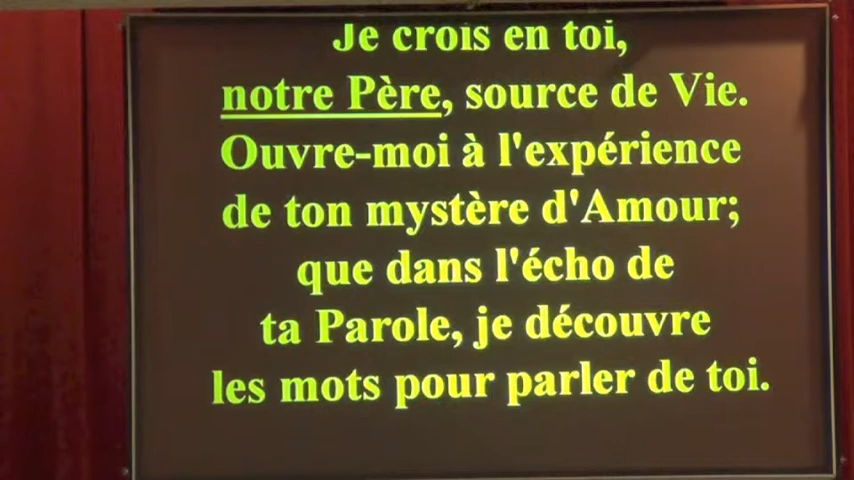 Je crois en toi,
notre Père, source de Vie.
Ouvre-moi à l'expérience
de ton mystère d'Amour;
que dans l'écho de
ta Parole, je découvre
les mots pour parler de toi.